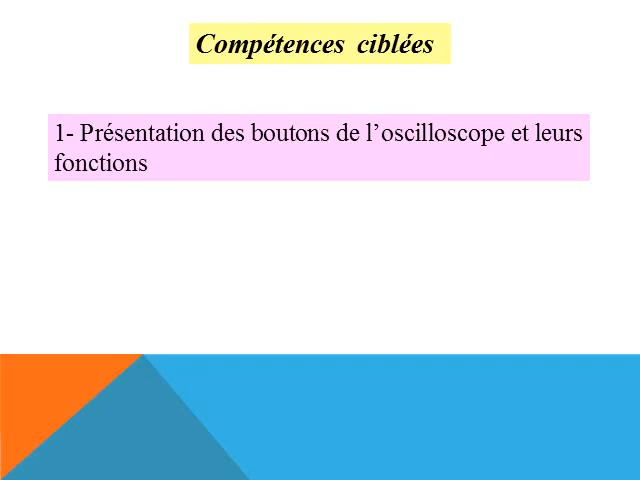 Compétences ciblées
1- Présentation des boutons de l’oscilloscope et leurs
fonctions